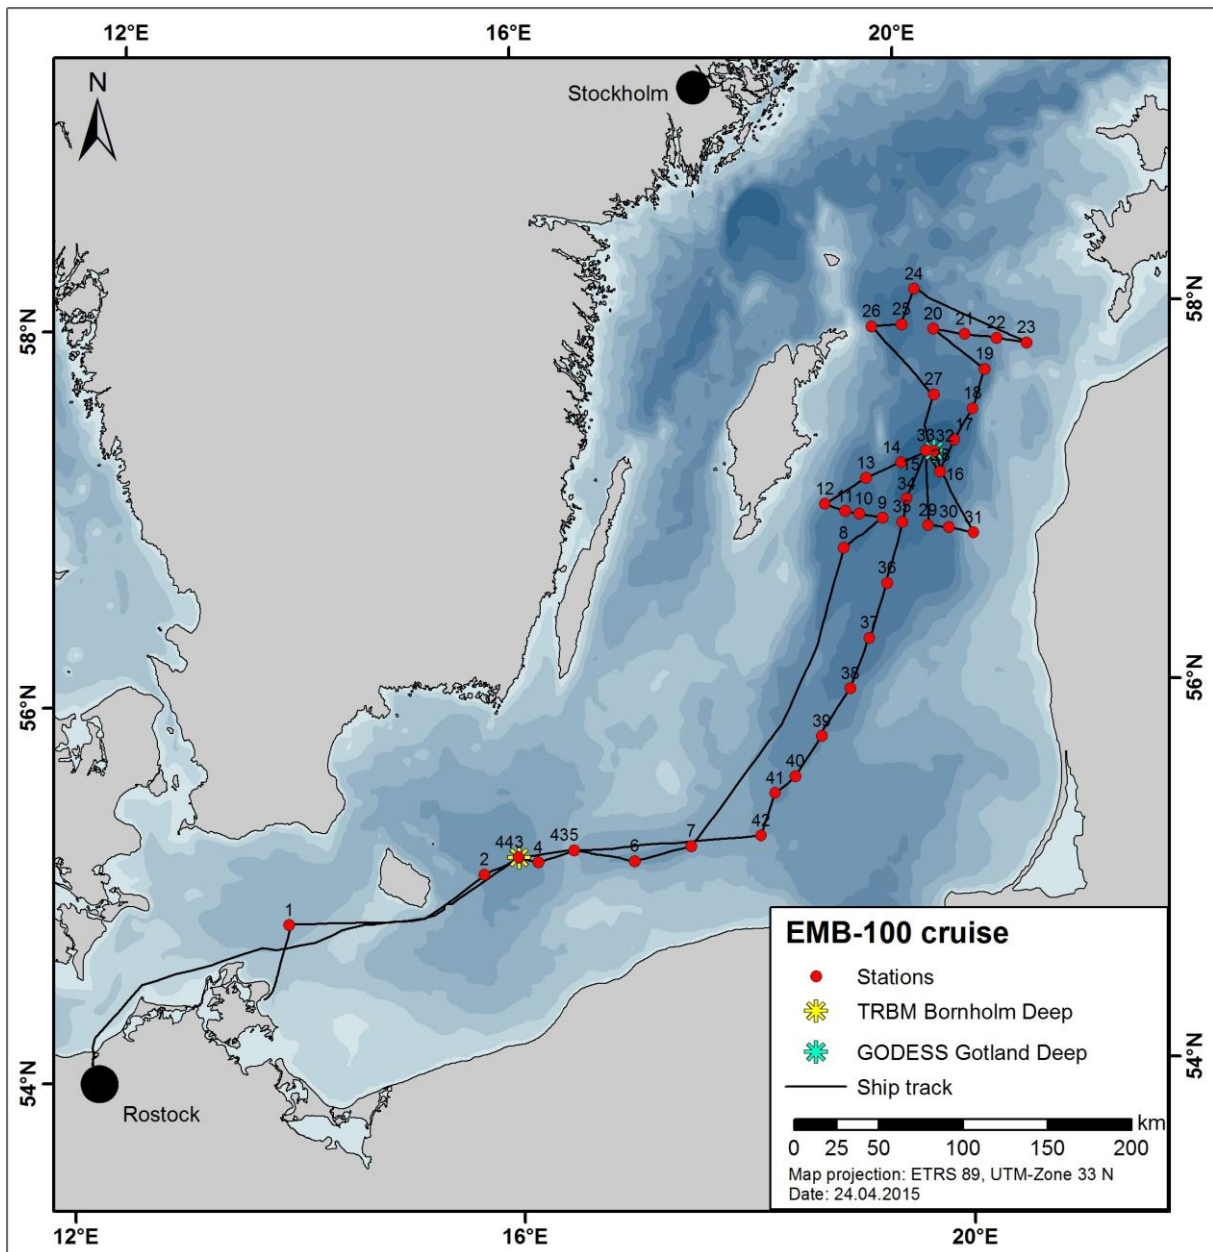 12°E 16°E 20°E
N
Stockholm
24
58°N 26 25 20 21 22 23 58°N
19
27
18
17
33 32
28
14 15
13 16
34
12 11 10 9 35 29 30 31
8
36
37
56°N 38 56°N
39
40
41
42
443 4 435 6 7
2
1
EMB-100 cruise
Stations
TRBM Bornholm Deep
GODESS Gotland Deep
Ship track
km
0 25 50 100 150 200
Map projection: ETRS 89, UTM-Zone 33 N
Date: 24.04.2015
54°N 54°N
Rostock
12°E 16°E 20°E